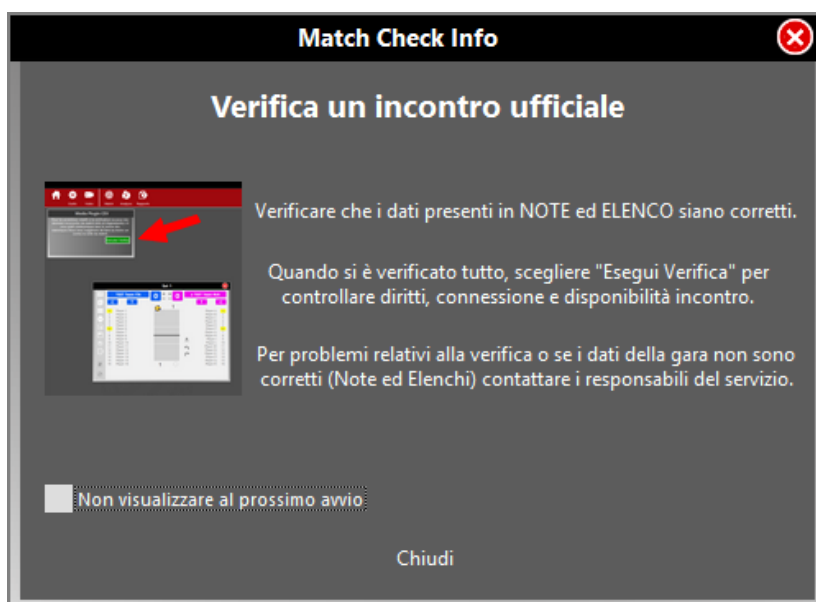 Match Check Info
Verifica un incontro ufficiale
Verificare che i dati presenti in NOTE ed ELENCO siano corretti.
Quando si è verificato tutto, scegliere "Esegui Verifica" per
controllare diritti, connessione e disponibilità incontro.
Per problemi relativi alla verifica o se i dati della gara non sono
corretti (Note ed Elenchi) contattare i responsabili del servizio.
Non visualizzare al prossimo avvio
Chiudi